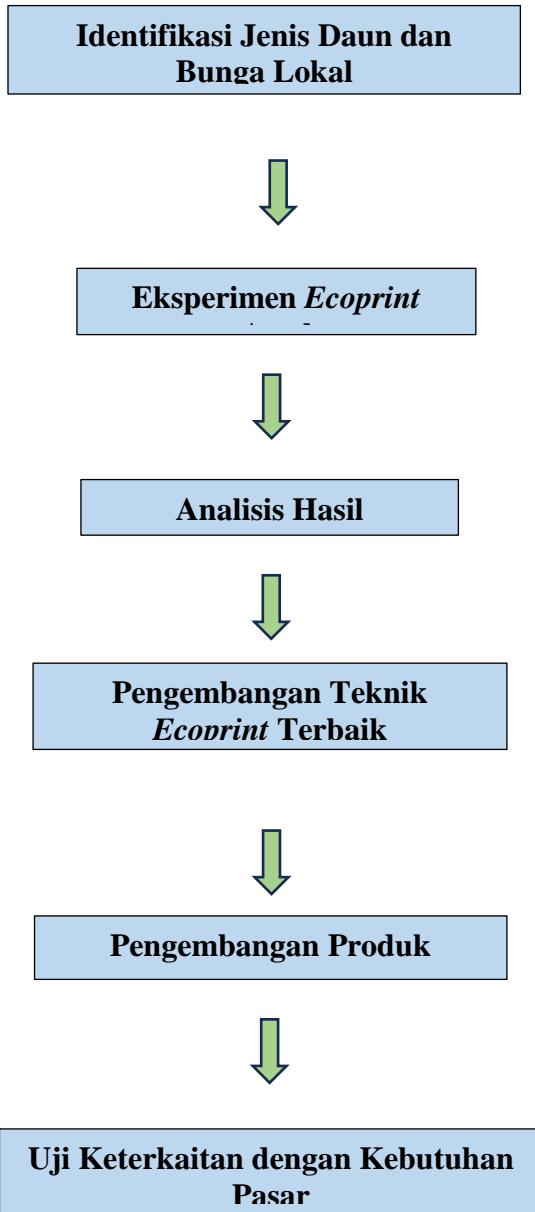 Identifikasi Jenis Daun dan
Bunga Lokal
Eksperimen Ecoprint
Analisis Hasil
Pengembangan Teknik
Ecoprint Terbaik
Pengembangan Produk
Uji Keterkaitan dengan Kebutuhan
Pasar